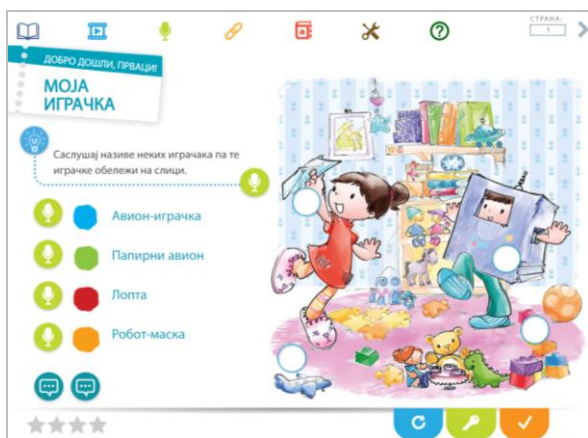 СТРАНА:
1
ДОБРО ДОШЛИ, ПРВАЦИ!
МОЈА
ИГРАЧКА
Саслушај називе неких играчака па те
играчке обележи на слици.
Авион-играчка
Папирни авион
Лопта
Робот-маска